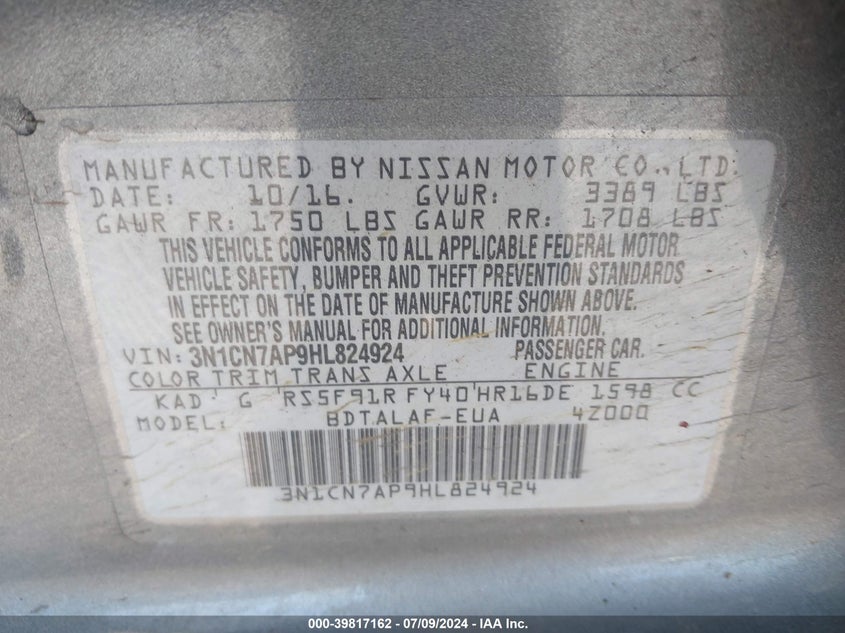 MANUFACTURED BY NISSAN MOTOR CO., LTD.
DATE: 10/16. GVWR: 3389 LBS
GAWR FR: 1750 LBS GAWR RR: 1708 LBS
THIS VEHICLE CONFORMS TO ALL APPLICABLE FEDERAL MOTOR
VEHICLE SAFETY, BUMPER AND THEFT PREVENTION STANDARDS
IN EFFECT ON THE DATE OF MANUFACTURE SHOWN ABOVE.
SEE OWNER'S MANUAL FOR ADDITIONAL INFORMATION.
VIN: 3N1CN7AP9HL824924 PASSENGER CAR.
COLOR TRIM TRANS AXLE ENGINE
KAD G RS5F91R FY40 HR16DE 1598 CC
MODEL: BDTALAF-EUA 4Z000
3N1CN7AP9HL824924
000-39817162 / 07/09/2024 - IAA Inc.